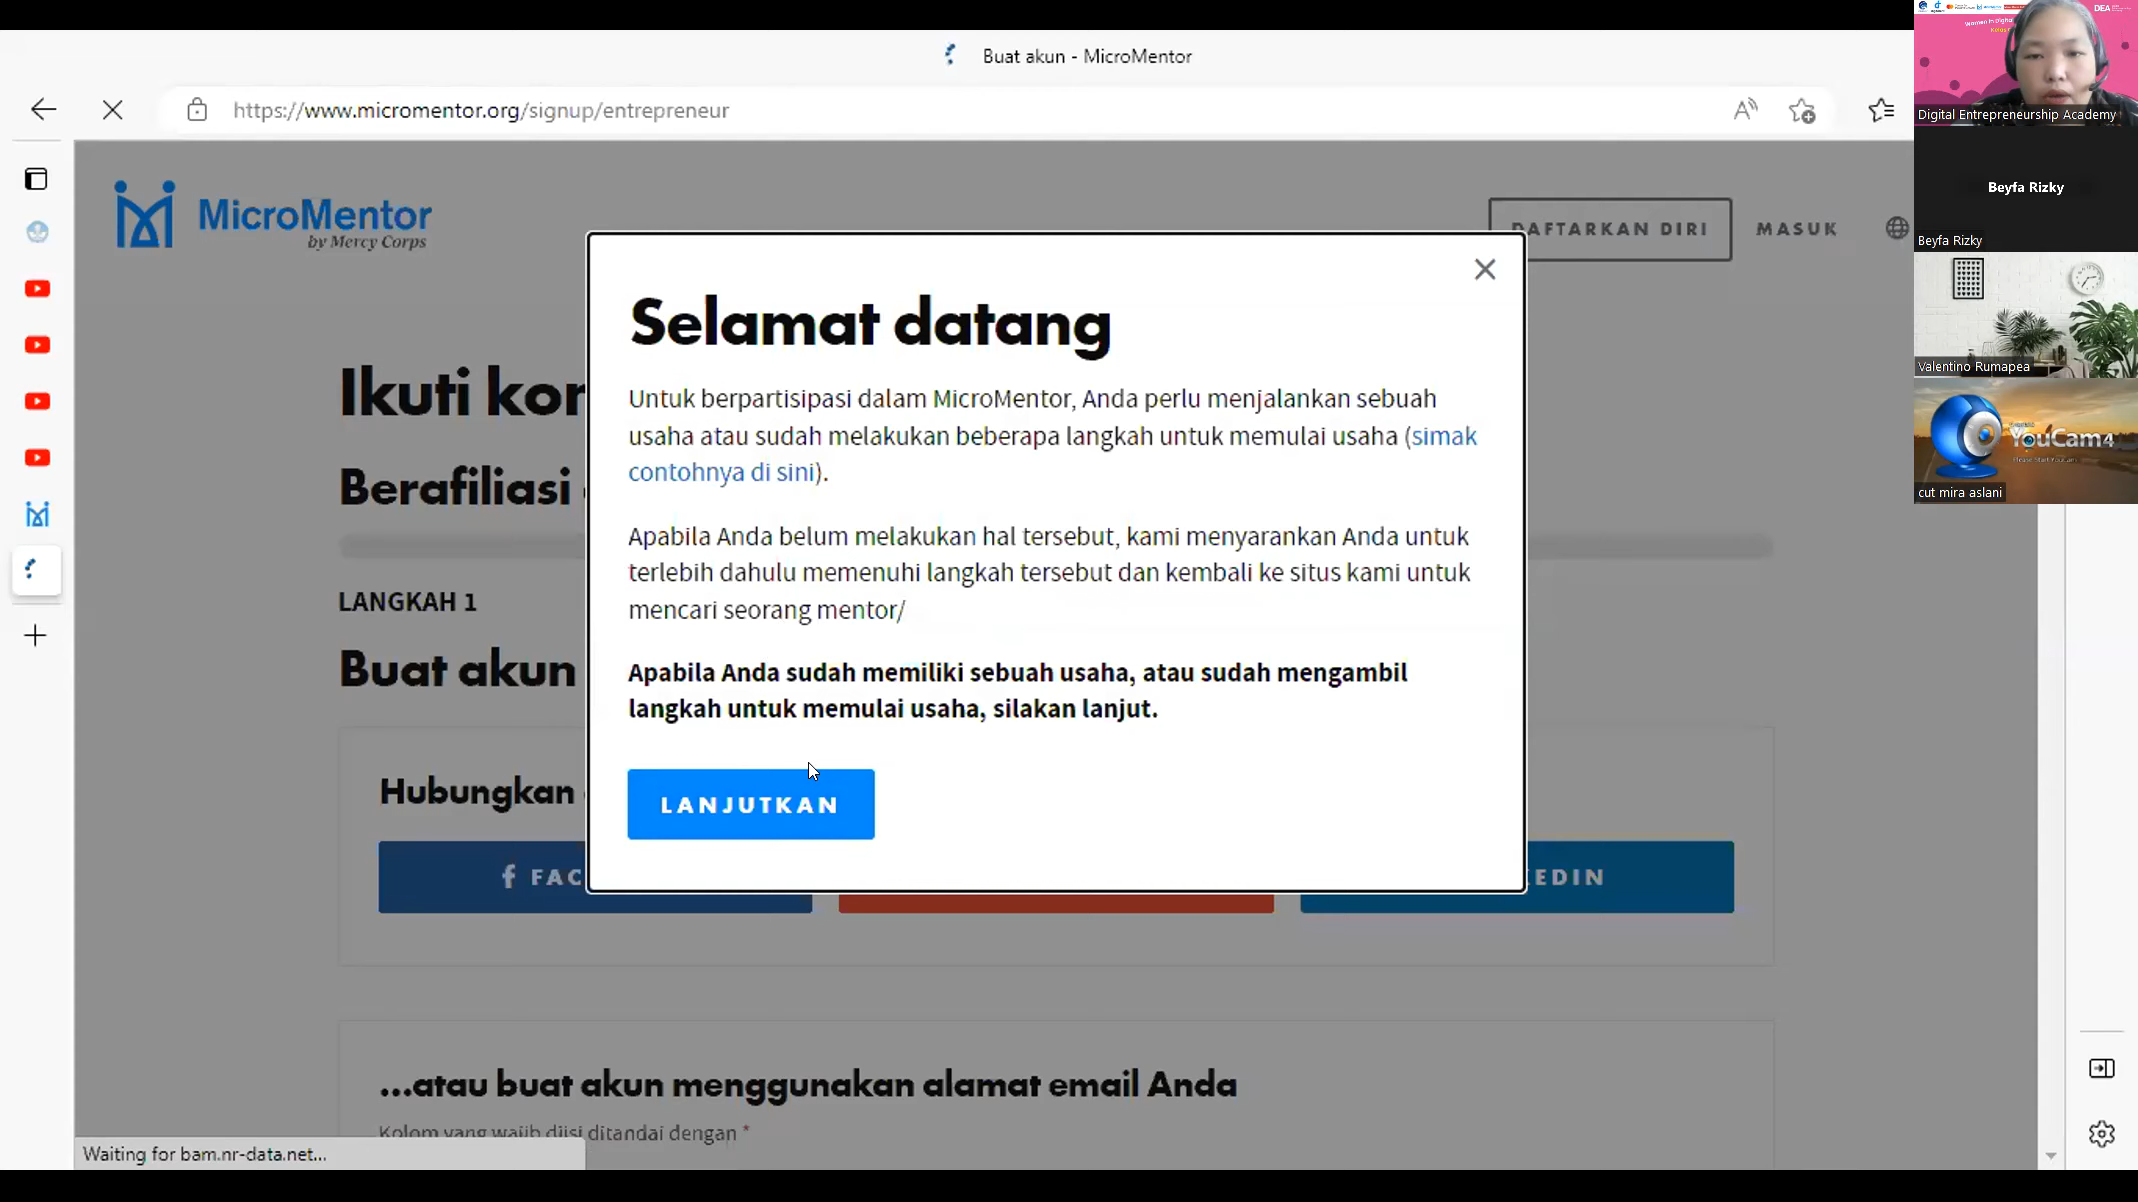 Buat akun - MicroMentor
https://www.micromentor.org/signup/entrepreneur
MicroMentor
by Mercy Corps
DAFTARKAN DIRI
MASUK
Selamat datang
Untuk berpartisipasi dalam MicroMentor, Anda perlu menjalankan sebuah
usaha atau sudah melakukan beberapa langkah untuk memulai usaha (simak
contohnya di sini).
Apabila Anda belum melakukan hal tersebut, kami menyarankan Anda untuk
terlebih dahulu memenuhi langkah tersebut dan kembali ke situs kami untuk
mencari seorang mentor/
Apabila Anda sudah memiliki sebuah usaha, atau sudah mengambil
langkah untuk memulai usaha, silakan lanjut.
LANJUTKAN
Ikuti kor
Berafiliasi
LANGKAH 1
Buat akun
Hubungkan
f FAC
EDIN
...atau buat akun menggunakan alamat email Anda
Kolom yang wajib diisi ditandai dengan *
Waiting for bam.nr-data.net...
DEA
Digital Entrepreneurship Academy
Beyfa Rizky
Beyfa Rizky
Valentino Rumapea
YouCam4
cut mira aslani